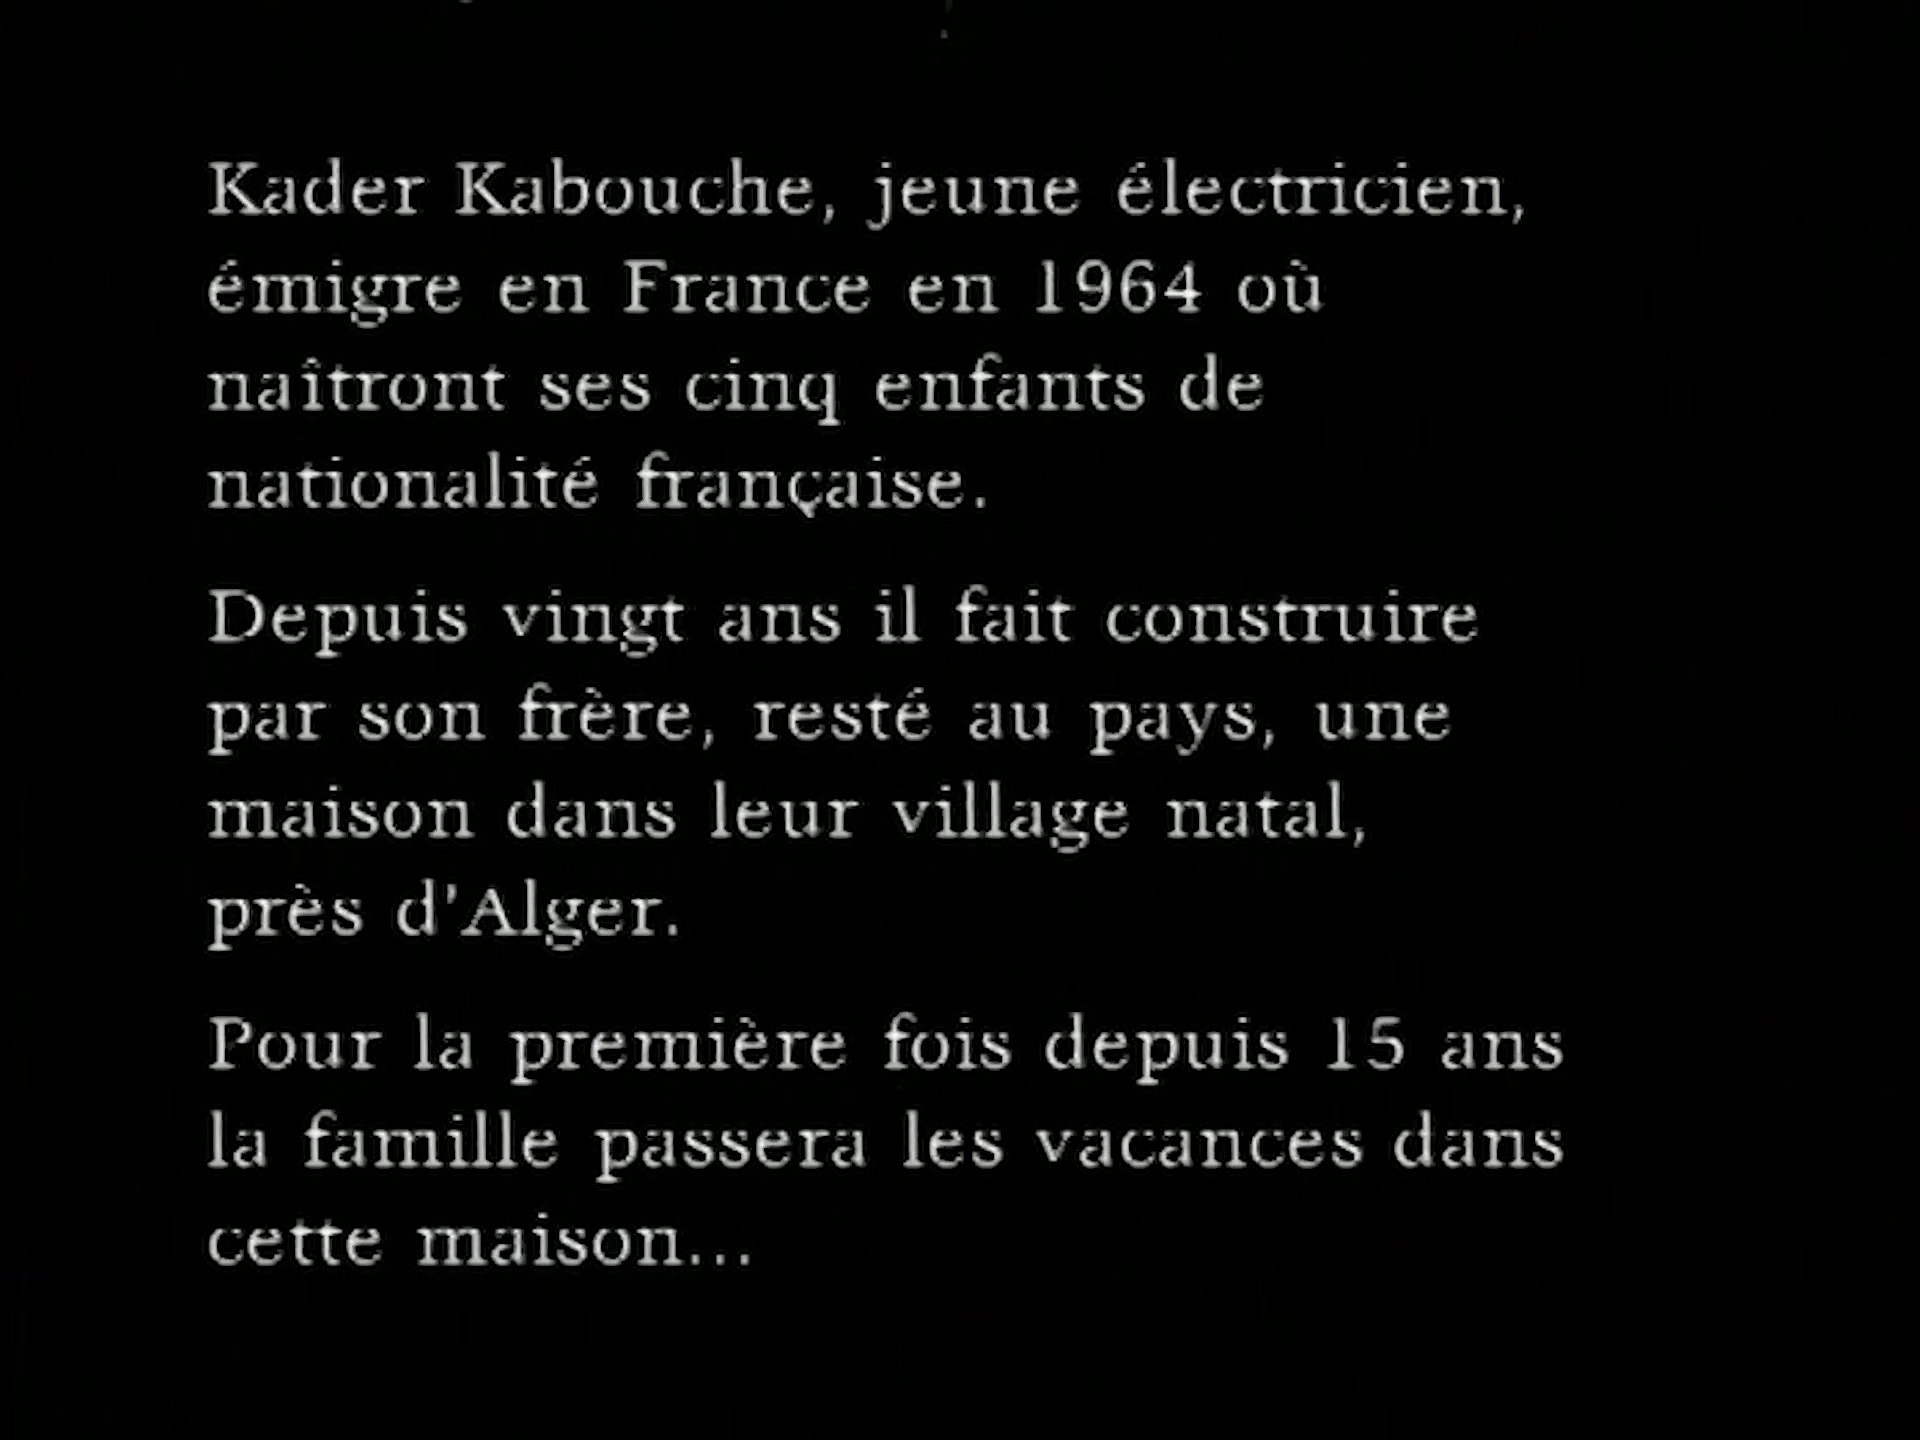 Kader Kabouche, jeune électricien,
émigre en France en 1964 où
naîtront ses cinq enfants de
nationalité française.
Depuis vingt ans il fait construire
par son frère, resté au pays, une
maison dans leur village natal,
près d'Alger.
Pour la première fois depuis 15 ans
la famille passera les vacances dans
cette maison...